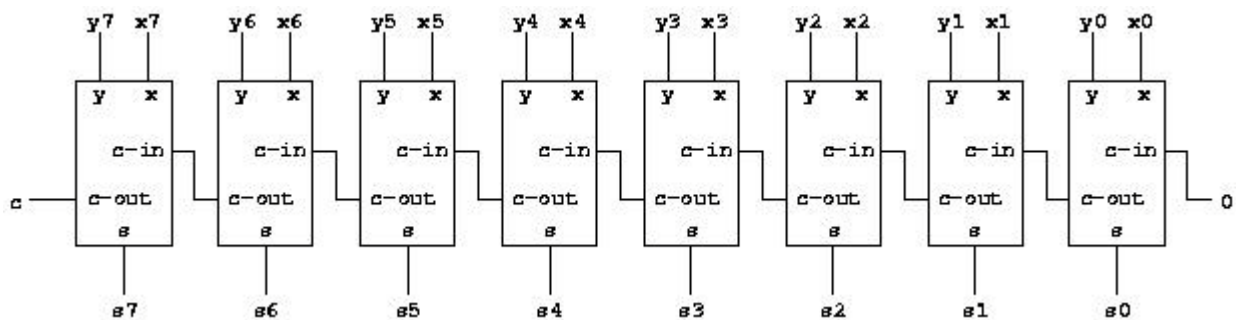 y7 x7 y6 x6 y5 x5 y4 x4 y3 x3 y2 x2 y1 x1 y0 x0
y x y x y x y x y x y x y x y x
c-in c-in c-in c-in c-in c-in c-in c-in
c c-out c-out c-out c-out c-out c-out c-out c-out 0
s s s s s s s s
s7 s6 s5 s4 s3 s2 s1 s0